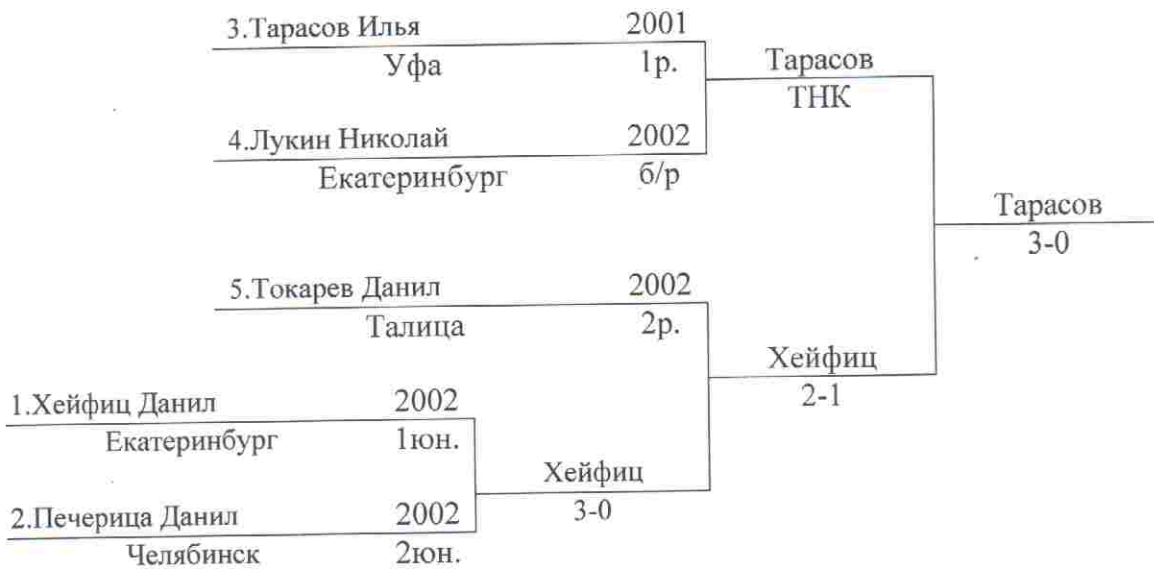 3.Тарасов Илья 2001
Уфа 1р.
Тарасов
ТНК
4.Лукин Николай 2002
Екатеринбург б/р
Тарасов
3-0
5.Токарев Данил 2002
Талица 2р.
Хейфиц
2-1
1.Хейфиц Данил 2002
Екатеринбург 1юн.
Хейфиц
3-0
2.Печерица Данил 2002
Челябинск 2юн.